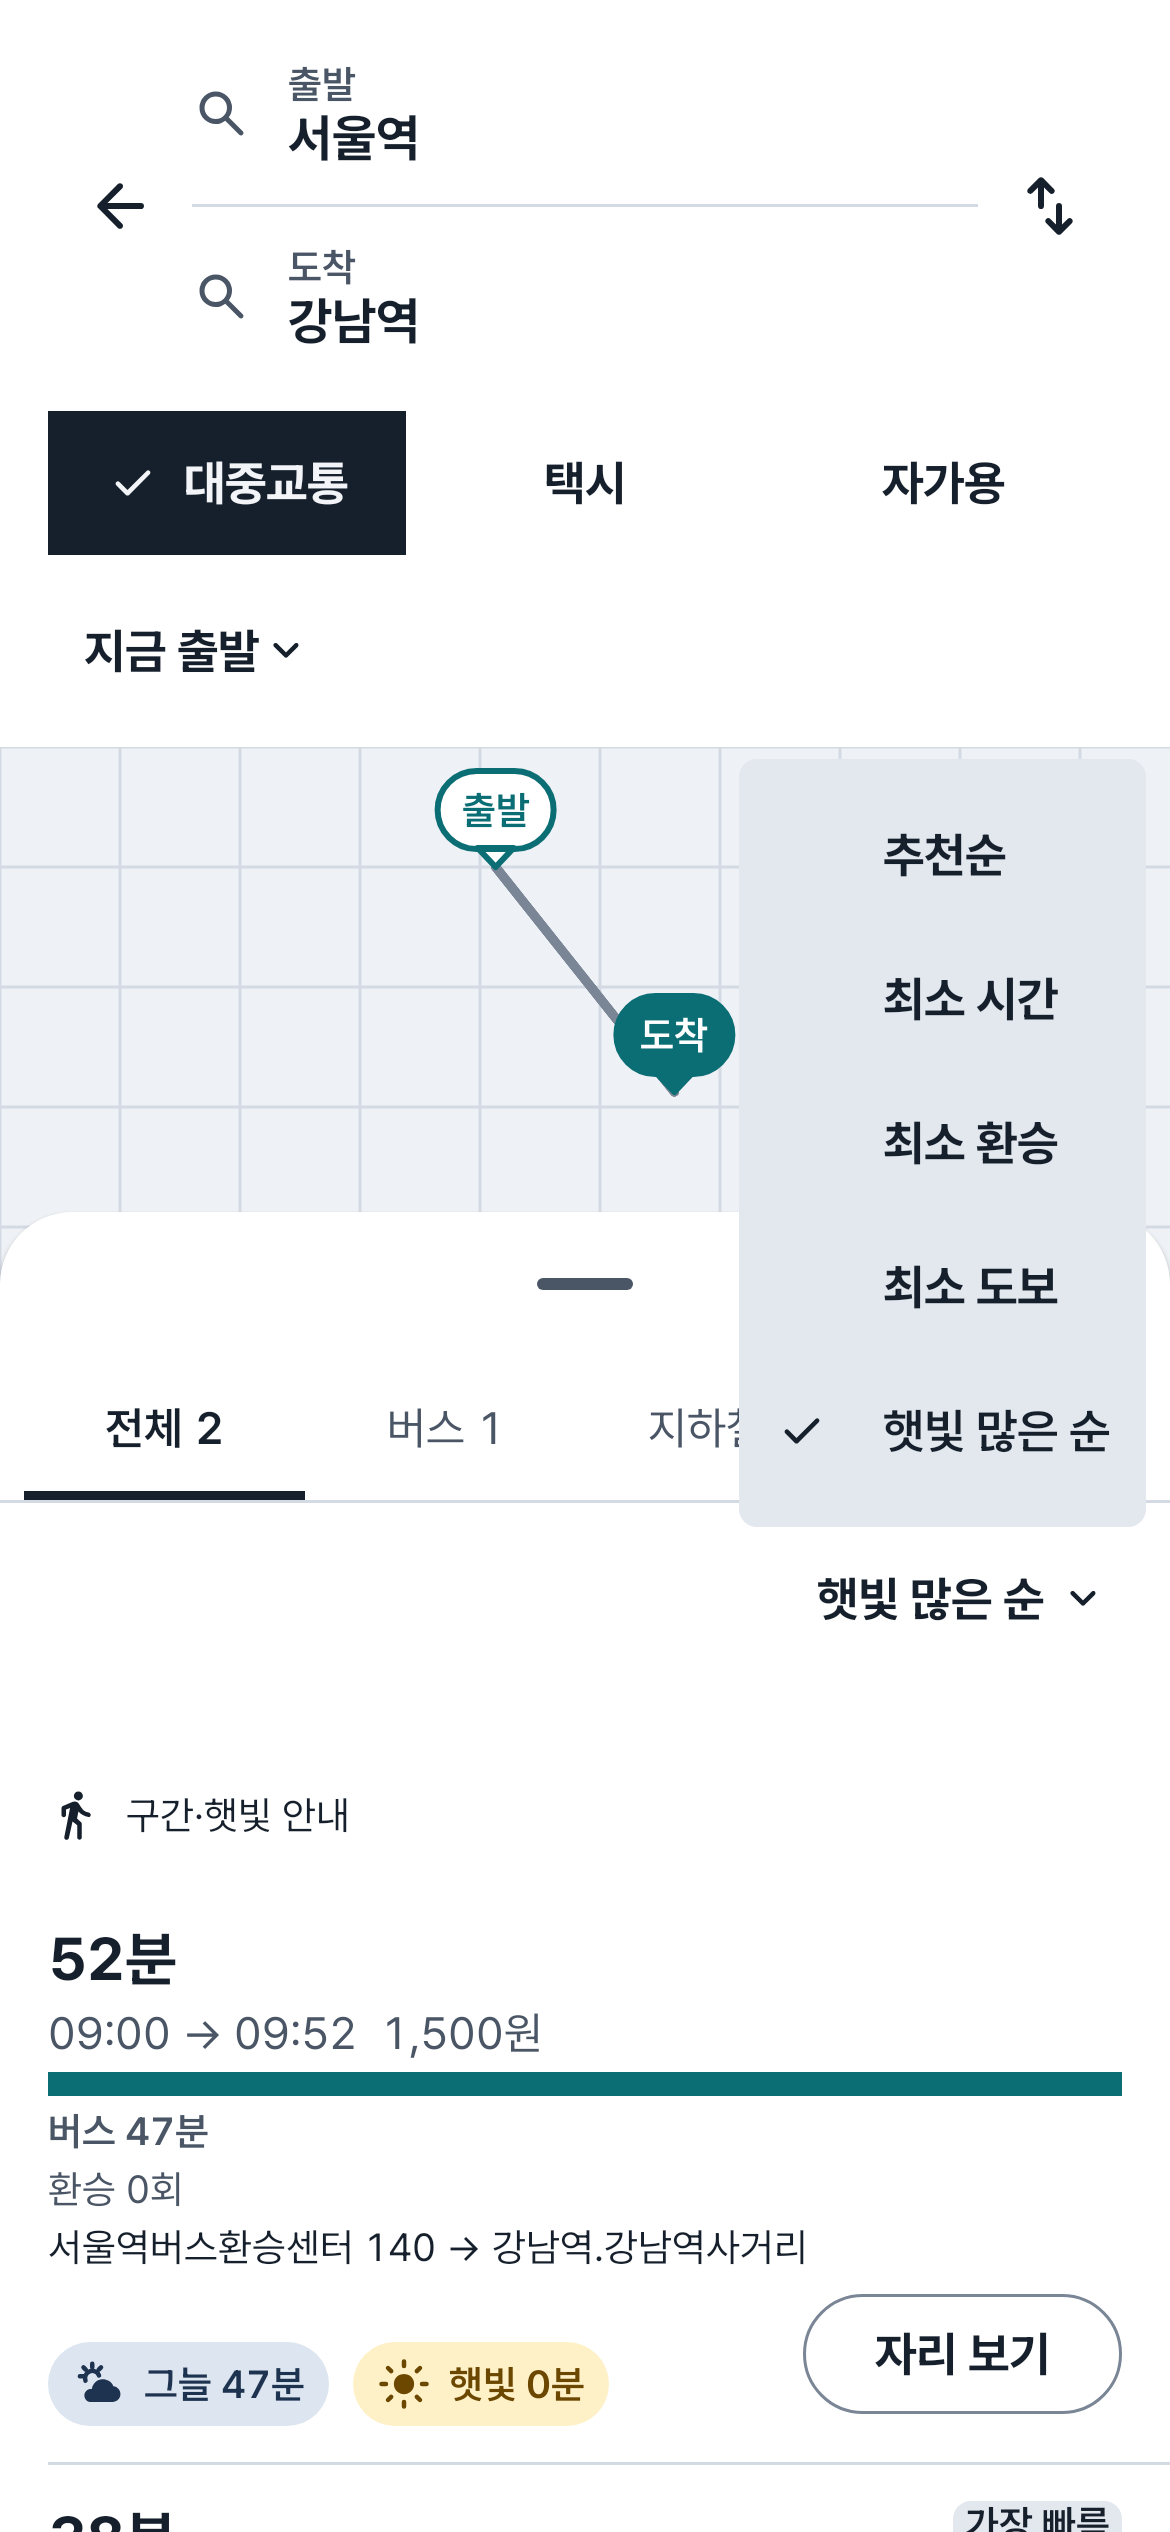 출발
서울역
도착
강남역
대중교통
택시
자가용
지금 출발
출발
도착
추천순
최소 시간
최소 환승
최소 도보
햇빛 많은 순
전체 2
버스 1
지하
햇빛 많은 순
구간·햇빛 안내
52분
09:00 → 09:52 1,500원
버스 47분
환승 0회
서울역버스환승센터 140 → 강남역.강남역사거리
자리 보기
그늘 47분
햇빛 0분
가장 빠름